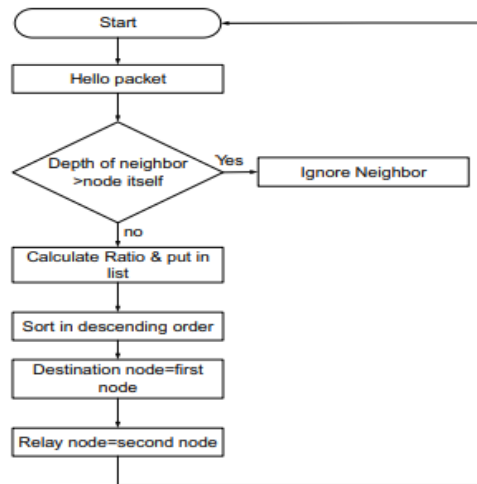 Start
Hello packet
Depth of neighbor
>node itself
Yes
Ignore Neighbor
no
Calculate Ratio & put in
list
Sort in descending order
Destination node=first
node
Relay node=second node